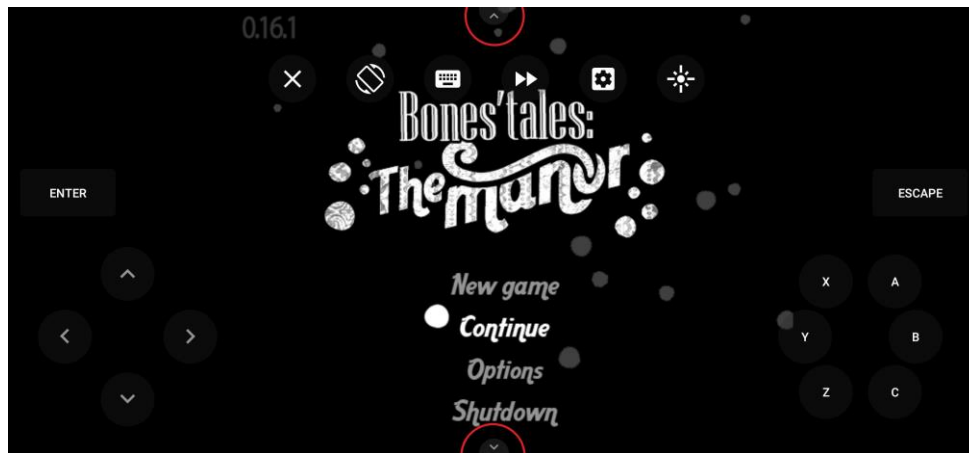 0.16.1
Bones' tales:
The manor
ENTER
ESCAPE
New game
X A
Continue
Y B
Options
Z C
Shutdown